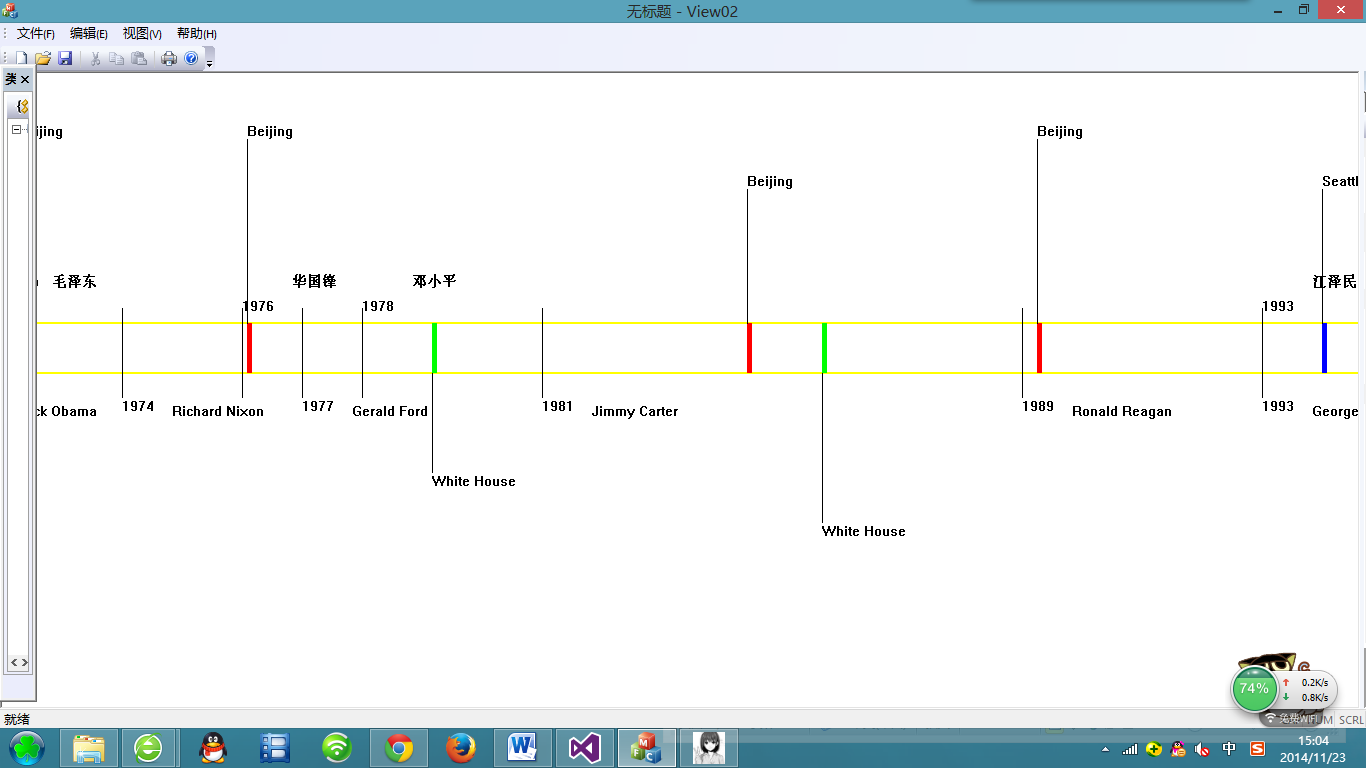 无标题 - View02
文件(F) 编辑(E) 视图(V) 帮助(H)
类
ijing
Beijing
Beijing
Beijing
Seattl
毛泽东
华国锋
邓小平
江泽民
1976
1978
1993
1974
1977
1981
1989
1993
ck Obama
Richard Nixon
Gerald Ford
Jimmy Carter
Ronald Reagan
George
White House
White House
74%
0.2K/s
0.8K/s
免费WiFi
UM SCRL
就绪
中
15:04
2014/11/23